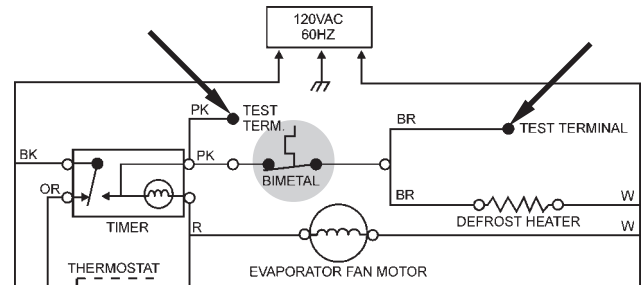 120VAC
60HZ
PK
TEST
TERM.
BR
TEST TERMINAL
BK
PK
BIMETAL
OR
BR
W
DEFROST HEATER
TIMER
R
W
THERMOSTAT
EVAPORATOR FAN MOTOR